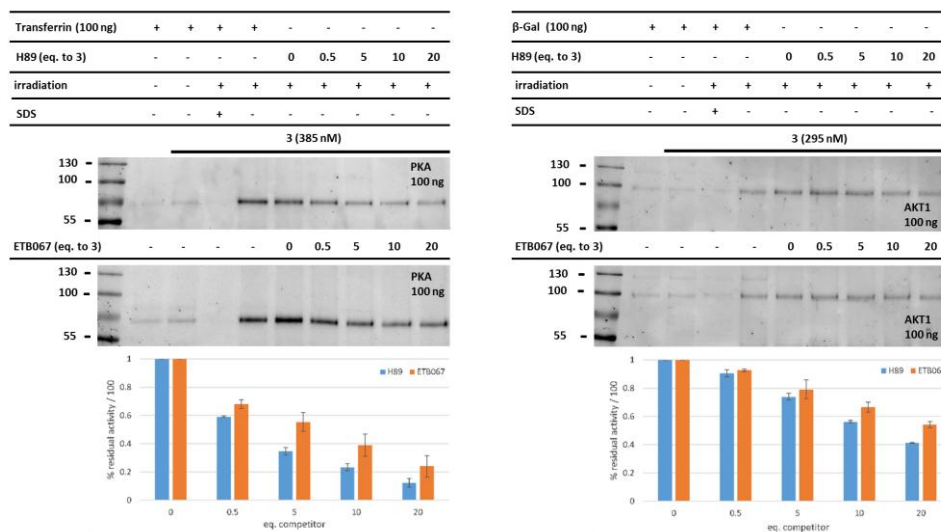 Transferrin (100 ng) + + + +
H89 (eq. to 3) - - - - 0 0.5 5 10 20
irradiation - - + + + + + + +
SDS - - + - - - - - -
3 (385 nM)
130 -
100 -
55 -
PKA
100 ng
ETB067 (eq. to 3) - - - - 0 0.5 5 10 20
130 -
100 -
55 -
PKA
100 ng
% residual activity / 100
1
0.8
0.6
0.4
0.2
0
H89 ETB067
0 0.5 5 10 20
eq. competitor
β-Gal (100 ng) + + + +
H89 (eq. to 3) - - - - 0 0.5 5 10 20
irradiation - - + + + + + + +
SDS - - + - - - - - -
3 (295 nM)
130 -
100 -
55 -
AKT1
100 ng
ETB067 (eq. to 3) - - - - 0 0.5 5 10 20
130 -
100 -
55 -
AKT1
100 ng
% residual activity / 100
1
0.8
0.6
0.4
0.2
0
H89 ETB067
0 0.5 5 10 20
eq. competitor